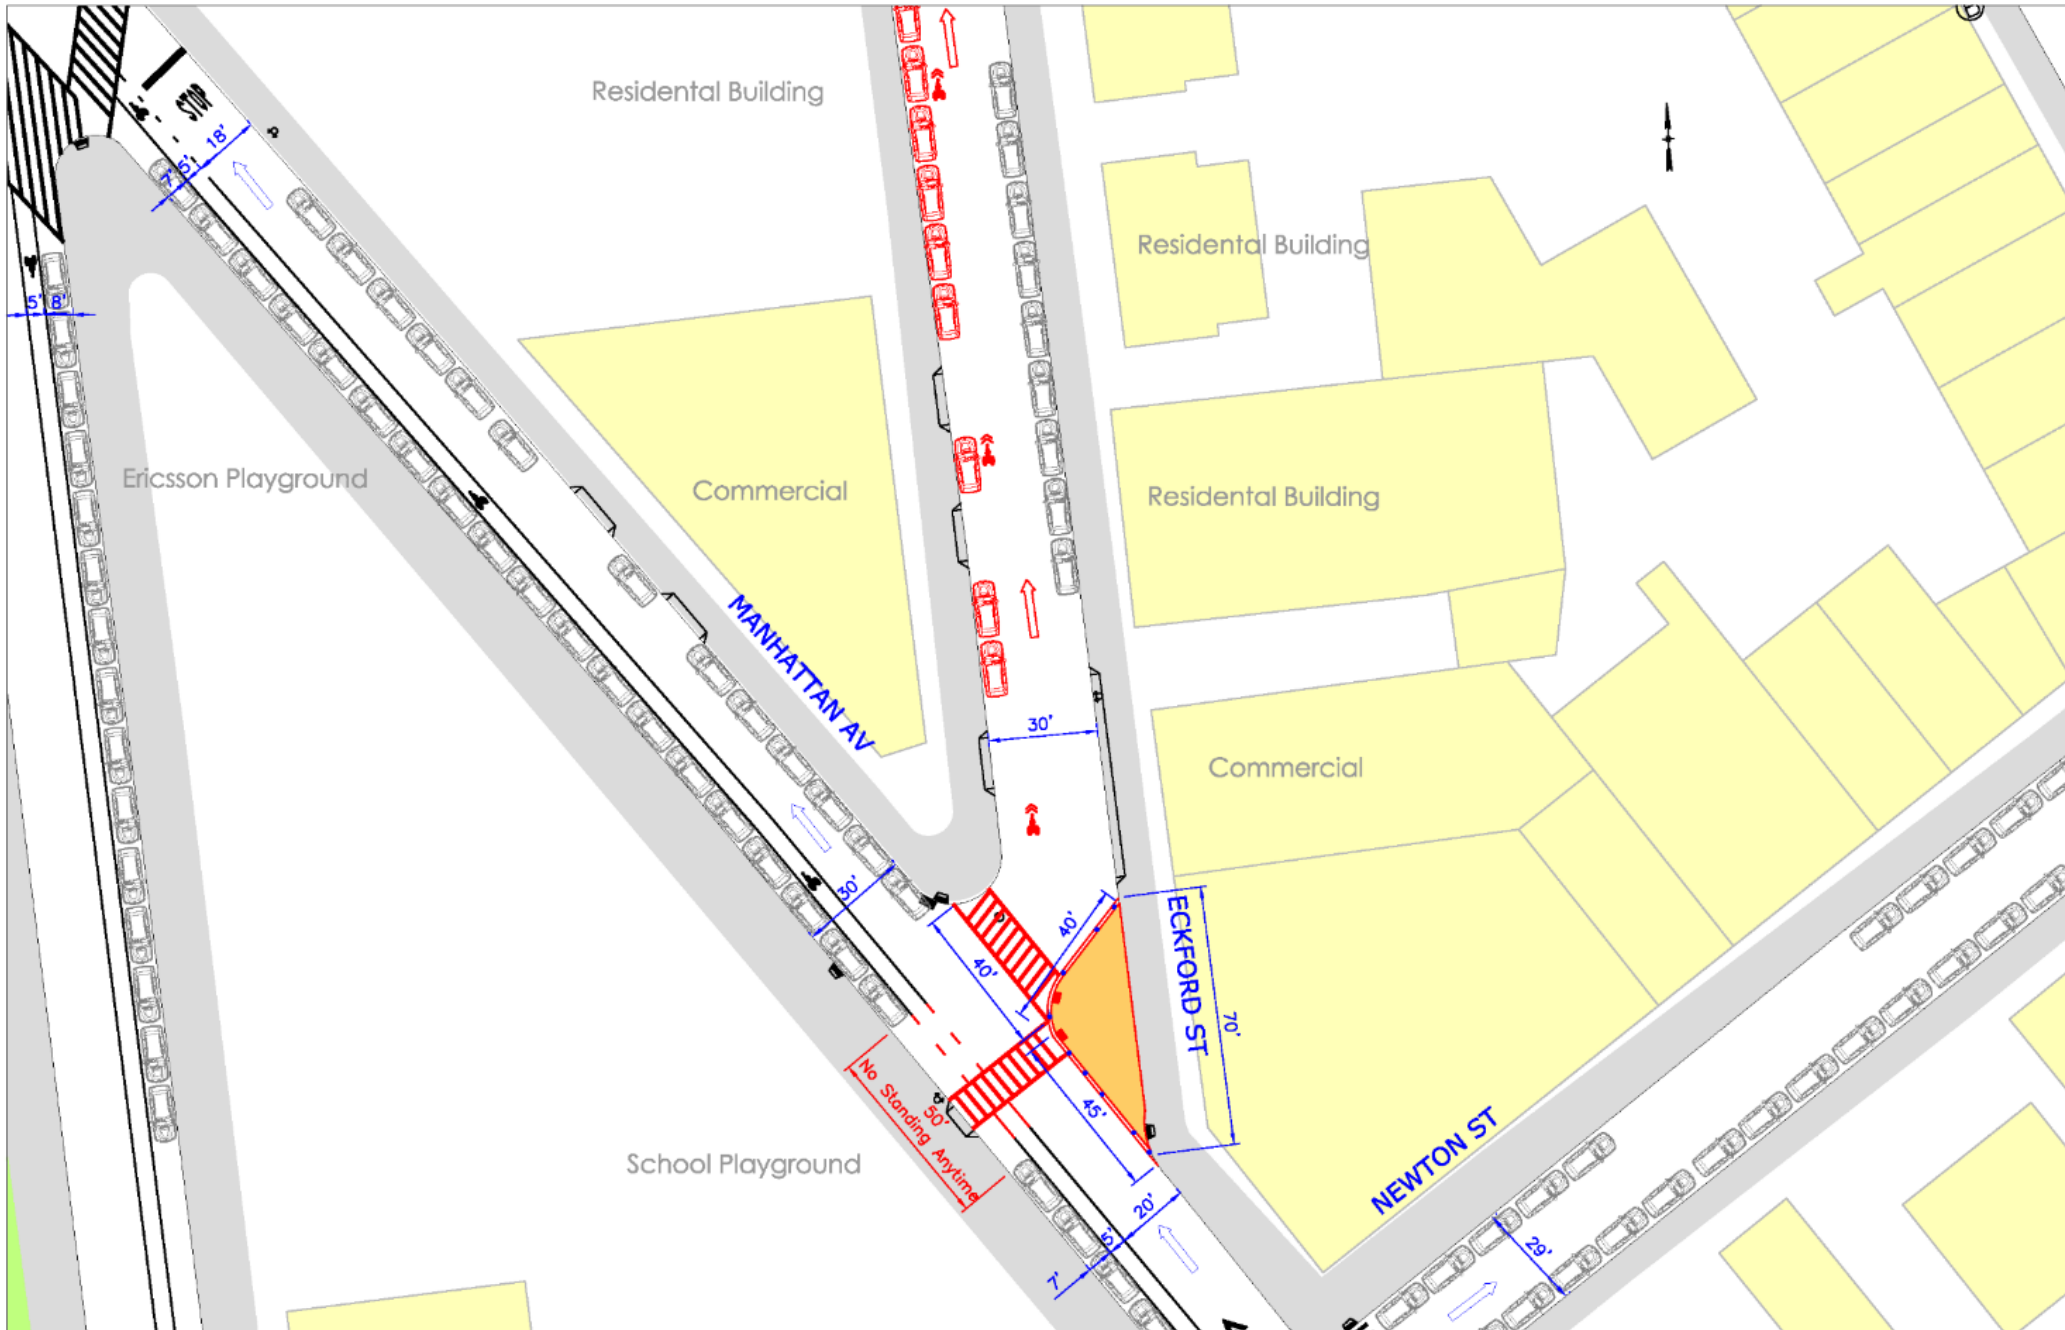 Residental Building
STOP
18'
5'
7'
5'
8'
Residental Building
Ericsson Playground
Commercial
Residental Building
MANHATTAN AV
30'
Commercial
30'
40'
ECKFORD ST
40'
70'
No Standing Anytime
50'
45'
School Playground
NEWTON ST
20'
5'
7'
29'